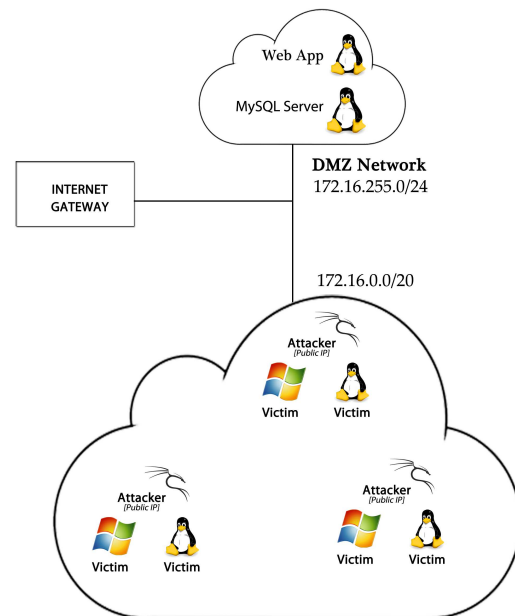 Web App
MySQL Server
DMZ Network
172.16.255.0/24
INTERNET
GATEWAY
172.16.0.0/20
Attacker
[Public IP]
Victim
Victim
Attacker
[Public IP]
Victim
Victim
Attacker
[Public IP]
Victim
Victim